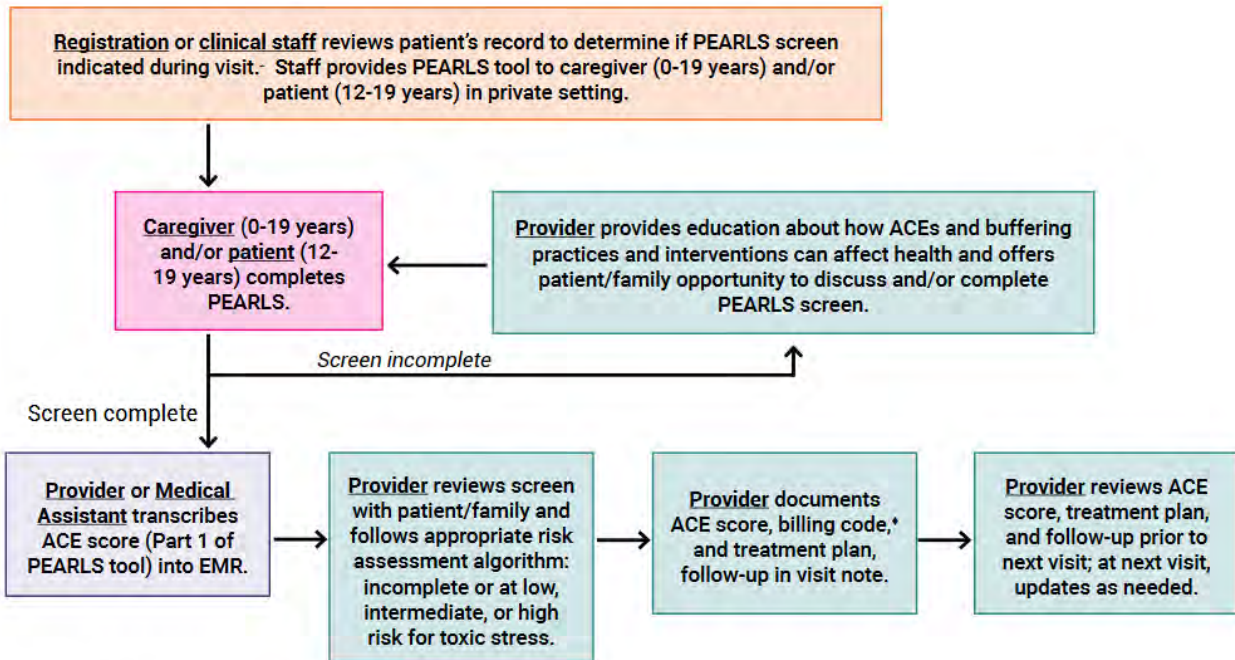 Registration or clinical staff reviews patient's record to determine if PEARLS screen
indicated during visit.- Staff provides PEARLS tool to caregiver (0-19 years) and/or
patient (12-19 years) in private setting.
Caregiver (0-19 years)
and/or patient (12-
19 years) completes
PEARLS.
Provider provides education about how ACEs and buffering
practices and interventions can affect health and offers
patient/family opportunity to discuss and/or complete
PEARLS screen.
Screen incomplete
Screen complete
Provider or Medical
Assistant transcribes
ACE score (Part 1 of
PEARLS tool) into EMR.
Provider reviews screen
with patient/family and
follows appropriate risk
assessment algorithm:
incomplete or at low,
intermediate, or high
risk for toxic stress.
Provider documents
ACE score, billing code,♦
and treatment plan,
follow-up in visit note.
Provider reviews ACE
score, treatment plan,
and follow-up prior to
next visit; at next visit,
updates as needed.